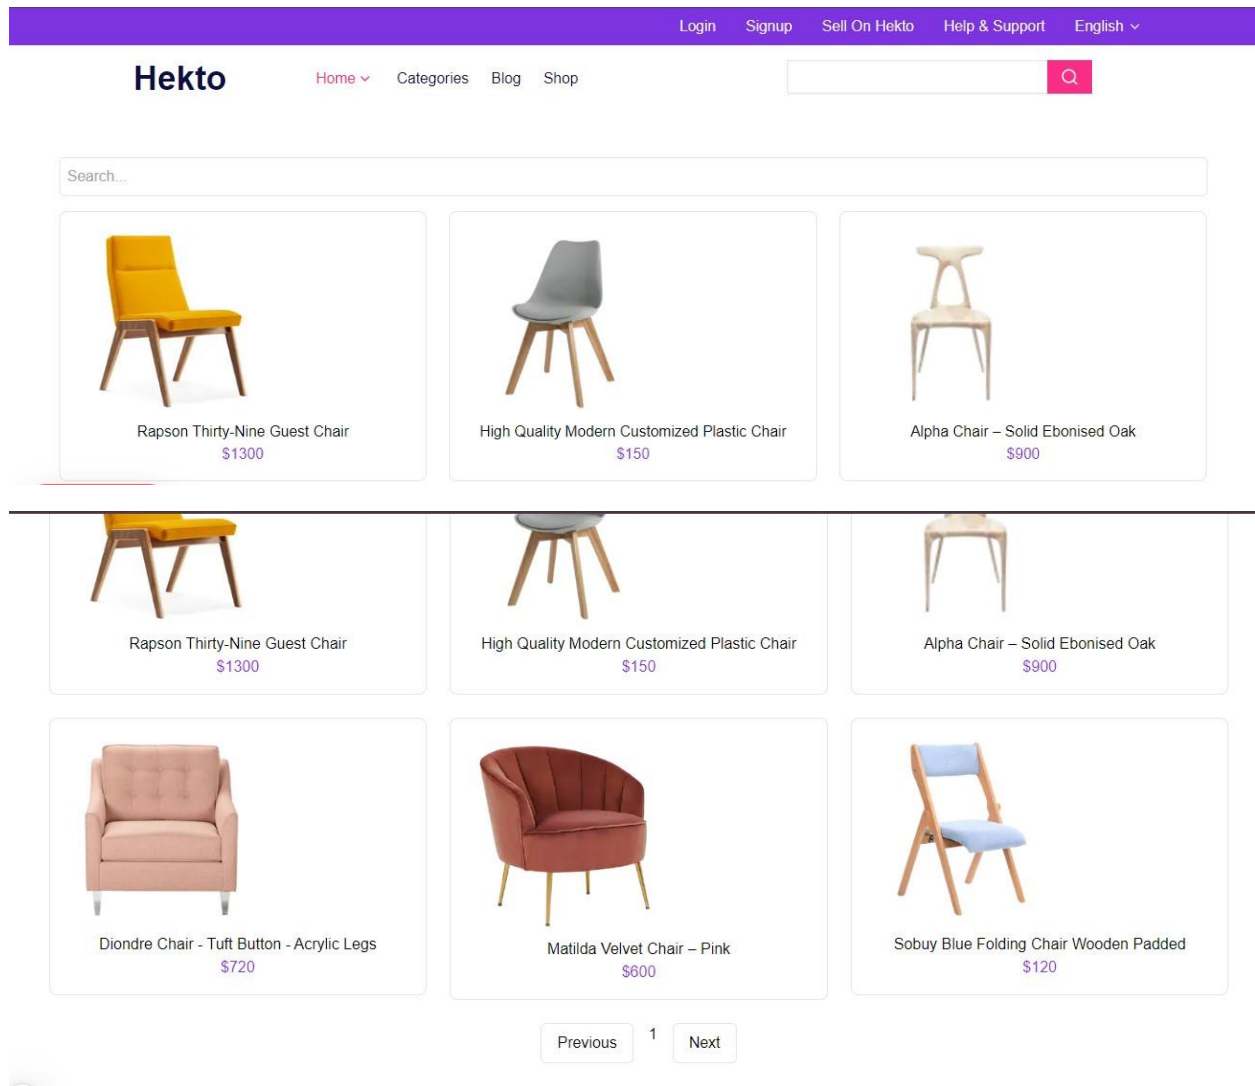 Login Signup Sell On Hekto Help & Support English
Hekto Home Categories Blog Shop
Search...
Rapson Thirty-Nine Guest Chair
$1300
High Quality Modern Customized Plastic Chair
$150
Alpha Chair – Solid Ebonised Oak
$900
Rapson Thirty-Nine Guest Chair
$1300
High Quality Modern Customized Plastic Chair
$150
Alpha Chair – Solid Ebonised Oak
$900
Diondre Chair - Tuft Button - Acrylic Legs
$720
Matilda Velvet Chair – Pink
$600
Sobuy Blue Folding Chair Wooden Padded
$120
Previous 1 Next